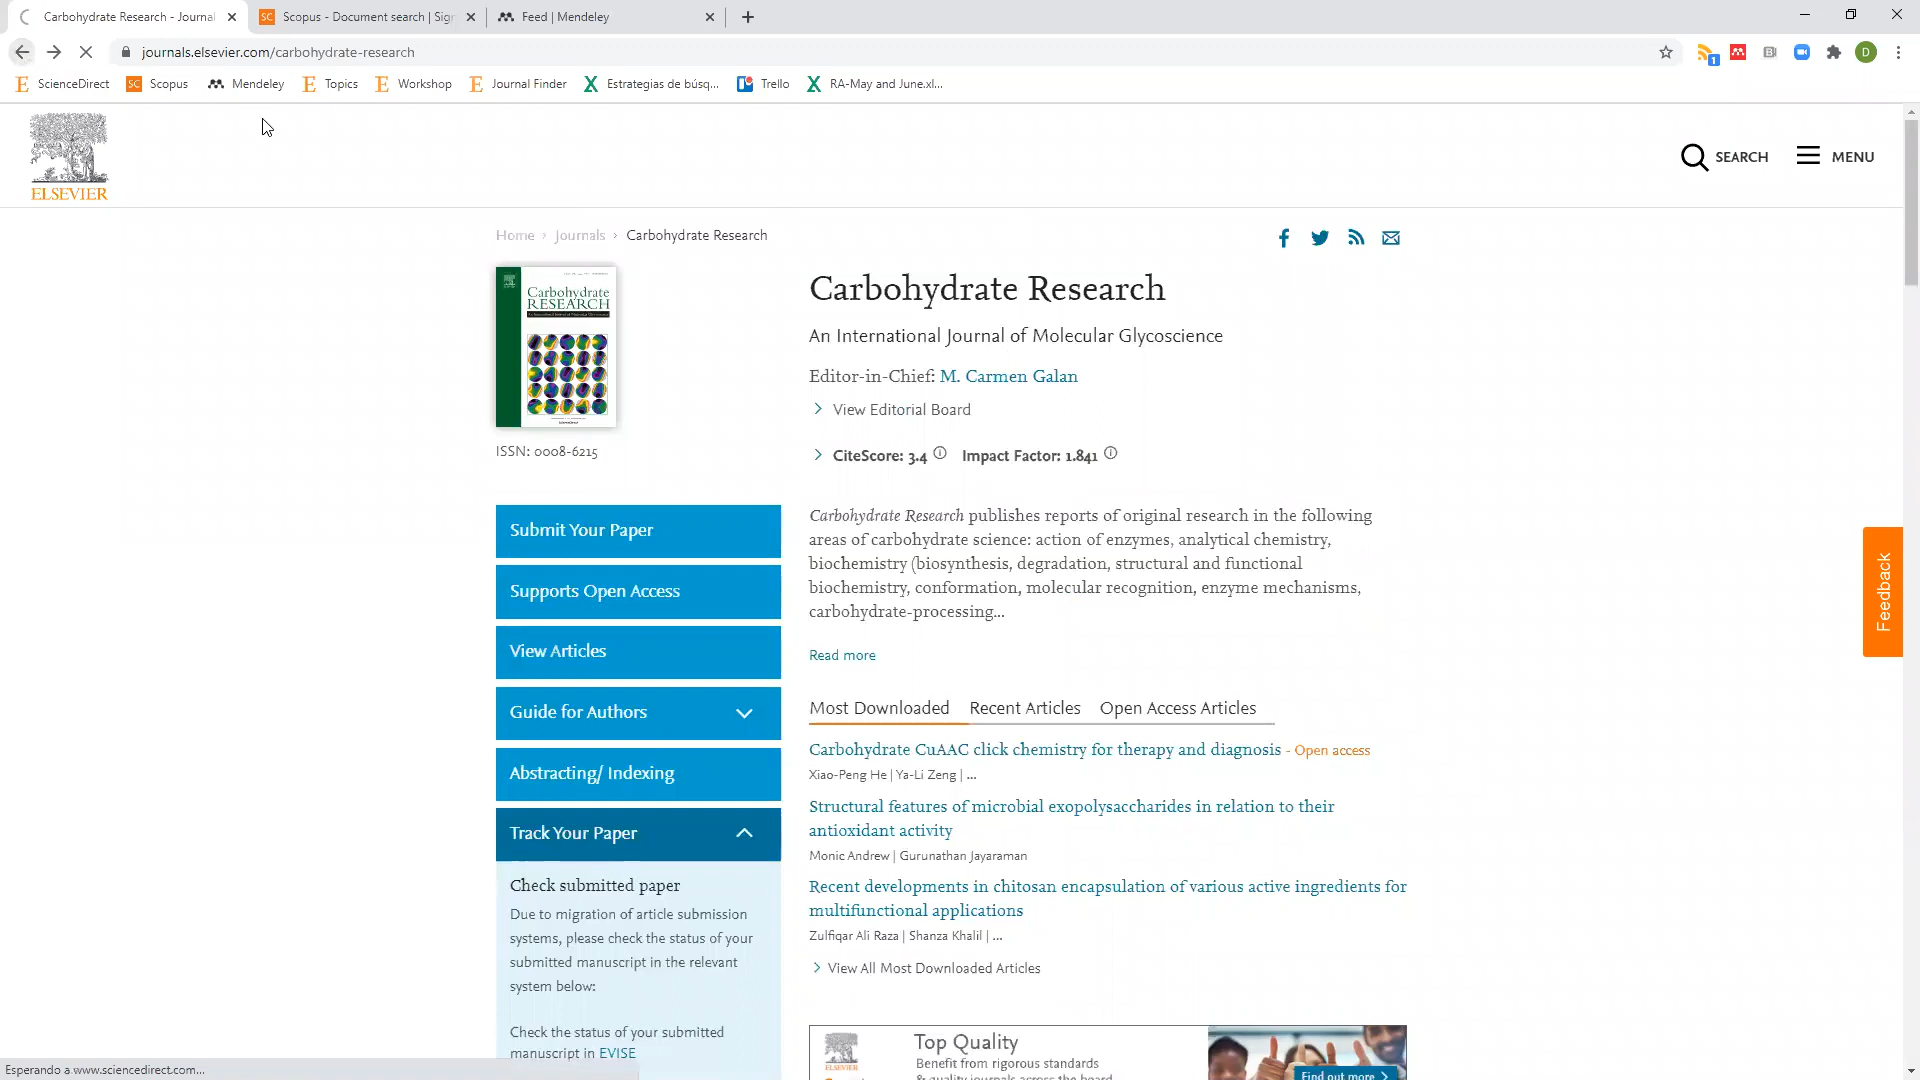 Carbohydrate Research - Journal
Scopus - Document search | Sig
Feed | Mendeley
journals.elsevier.com/carbohydrate-research
1
D
ScienceDirect
Scopus
Mendeley
Topics
Workshop
Journal Finder
Estrategias de búsq...
Trello
RA-May and June.xl...
ELSEVIER
SEARCH
MENU
Home › Journals › Carbohydrate Research
Carbohydrate
RESEARCH
ISSN: 0008-6215
Carbohydrate Research
An International Journal of Molecular Glycoscience
Editor-in-Chief: M. Carmen Galan
View Editorial Board
CiteScore: 3.4 Impact Factor: 1.841
Submit Your Paper
Supports Open Access
View Articles
Guide for Authors
Abstracting/ Indexing
Track Your Paper
Check submitted paper
Due to migration of article submission
systems, please check the status of your
submitted manuscript in the relevant
system below:
Check the status of your submitted
manuscript in EVISE
Carbohydrate Research publishes reports of original research in the following
areas of carbohydrate science: action of enzymes, analytical chemistry,
biochemistry (biosynthesis, degradation, structural and functional
biochemistry, conformation, molecular recognition, enzyme mechanisms,
carbohydrate-processing...
Read more
Most Downloaded
Recent Articles
Open Access Articles
Carbohydrate CuAAC click chemistry for therapy and diagnosis - Open access
Xiao-Peng He | Ya-Li Zeng | ...
Structural features of microbial exopolysaccharides in relation to their
antioxidant activity
Monic Andrew | Gurunathan Jayaraman
Recent developments in chitosan encapsulation of various active ingredients for
multifunctional applications
Zulfiqar Ali Raza | Shanza Khalil | ...
View All Most Downloaded Articles
ELSEVIER
Top Quality
Benefit from rigorous standards
& quality journals across the board
Find out more
Feedback
Esperando a www.sciencedirect.com...